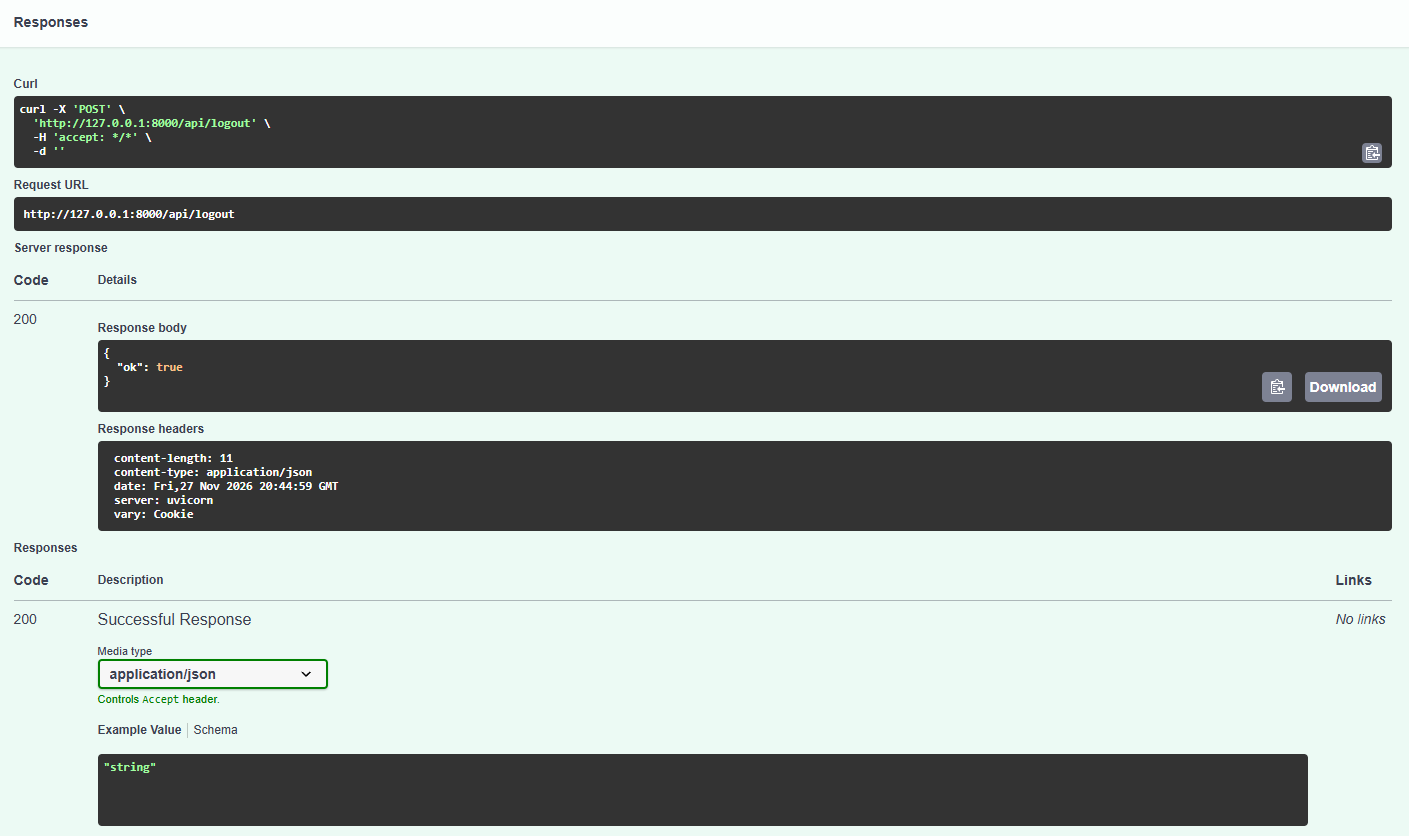 Responses
Curl
curl -X 'POST' \
  'http://127.0.0.1:8000/api/logout' \
  -H 'accept: */*' \
  -d ''
Request URL
http://127.0.0.1:8000/api/logout
Server response
Code Details
200
Response body
{
  "ok": true
}
Download
Response headers
content-length: 11
content-type: application/json
date: Fri,27 Nov 2026 20:44:59 GMT
server: uvicorn
vary: Cookie
Responses
Code Description Links
200 Successful Response No links
Media type
application/json
Controls Accept header.
Example Value Schema
"string"